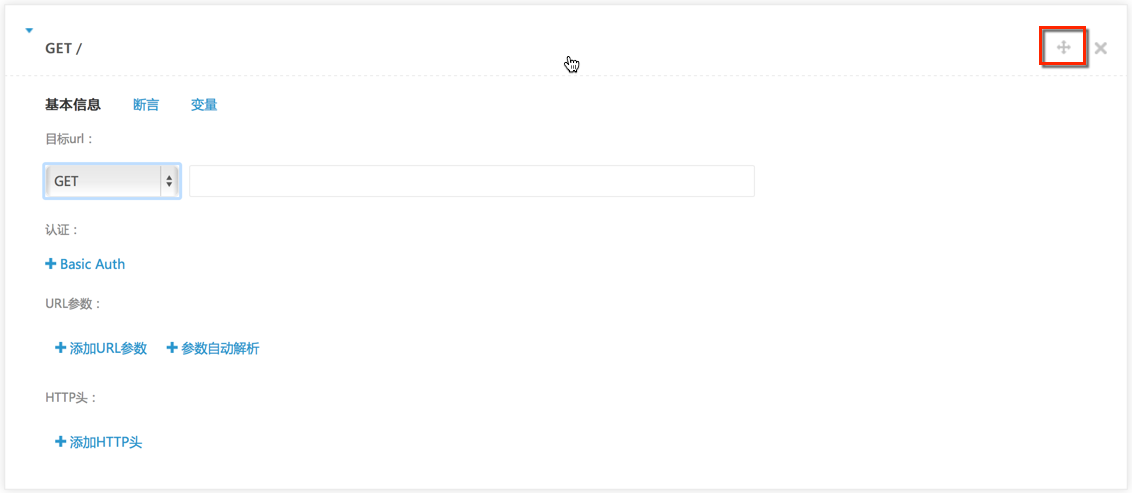 GET /
基本信息 断言 变量
目标url：
GET
认证：
Basic Auth
URL参数：
添加URL参数 参数自动解析
HTTP头：
添加HTTP头